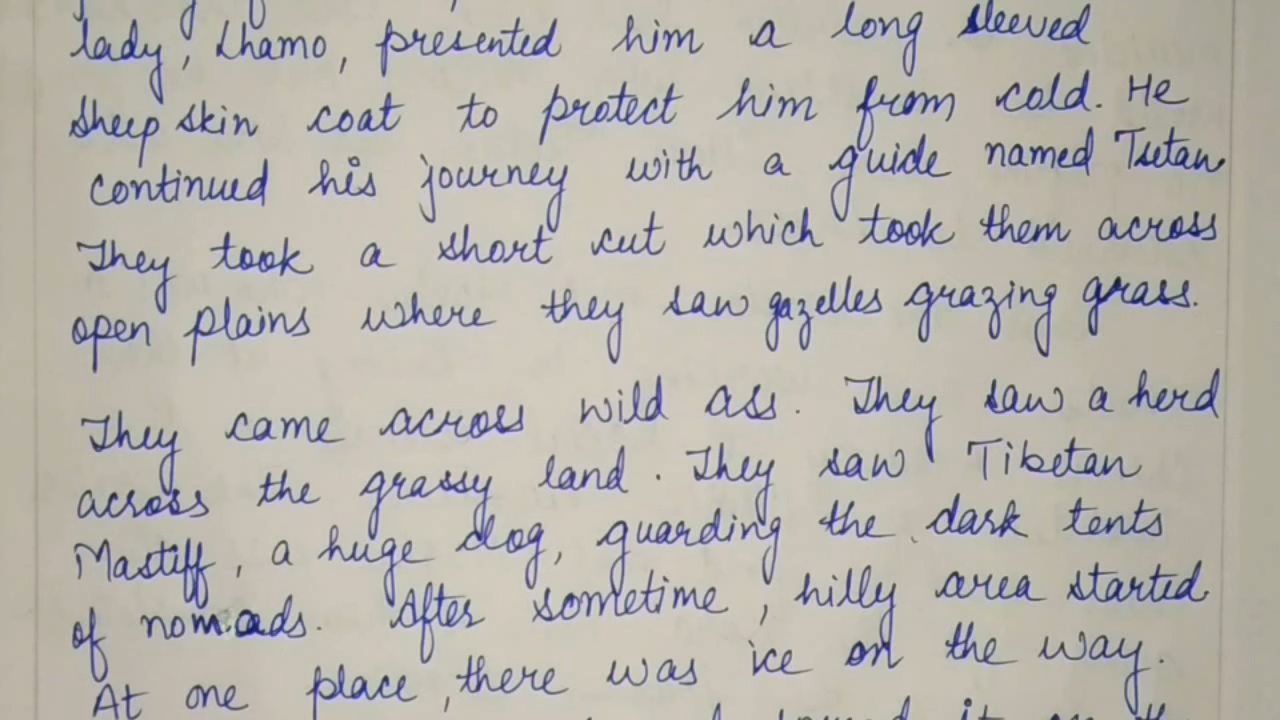 lady, Lhamo, presented him a long sleeved
sheep skin coat to protect him from cold. He
continued his journey with a guide named Tsetan
They took a short cut which took them across
open plains where they saw gazelles grazing grass.
They came across wild ass. They saw a herd
across the grassy land. They saw Tibetan
Mastiff, a huge dog, guarding the dark tents
of nomads. After sometime, hilly area started
At one place, there was ice on the way.